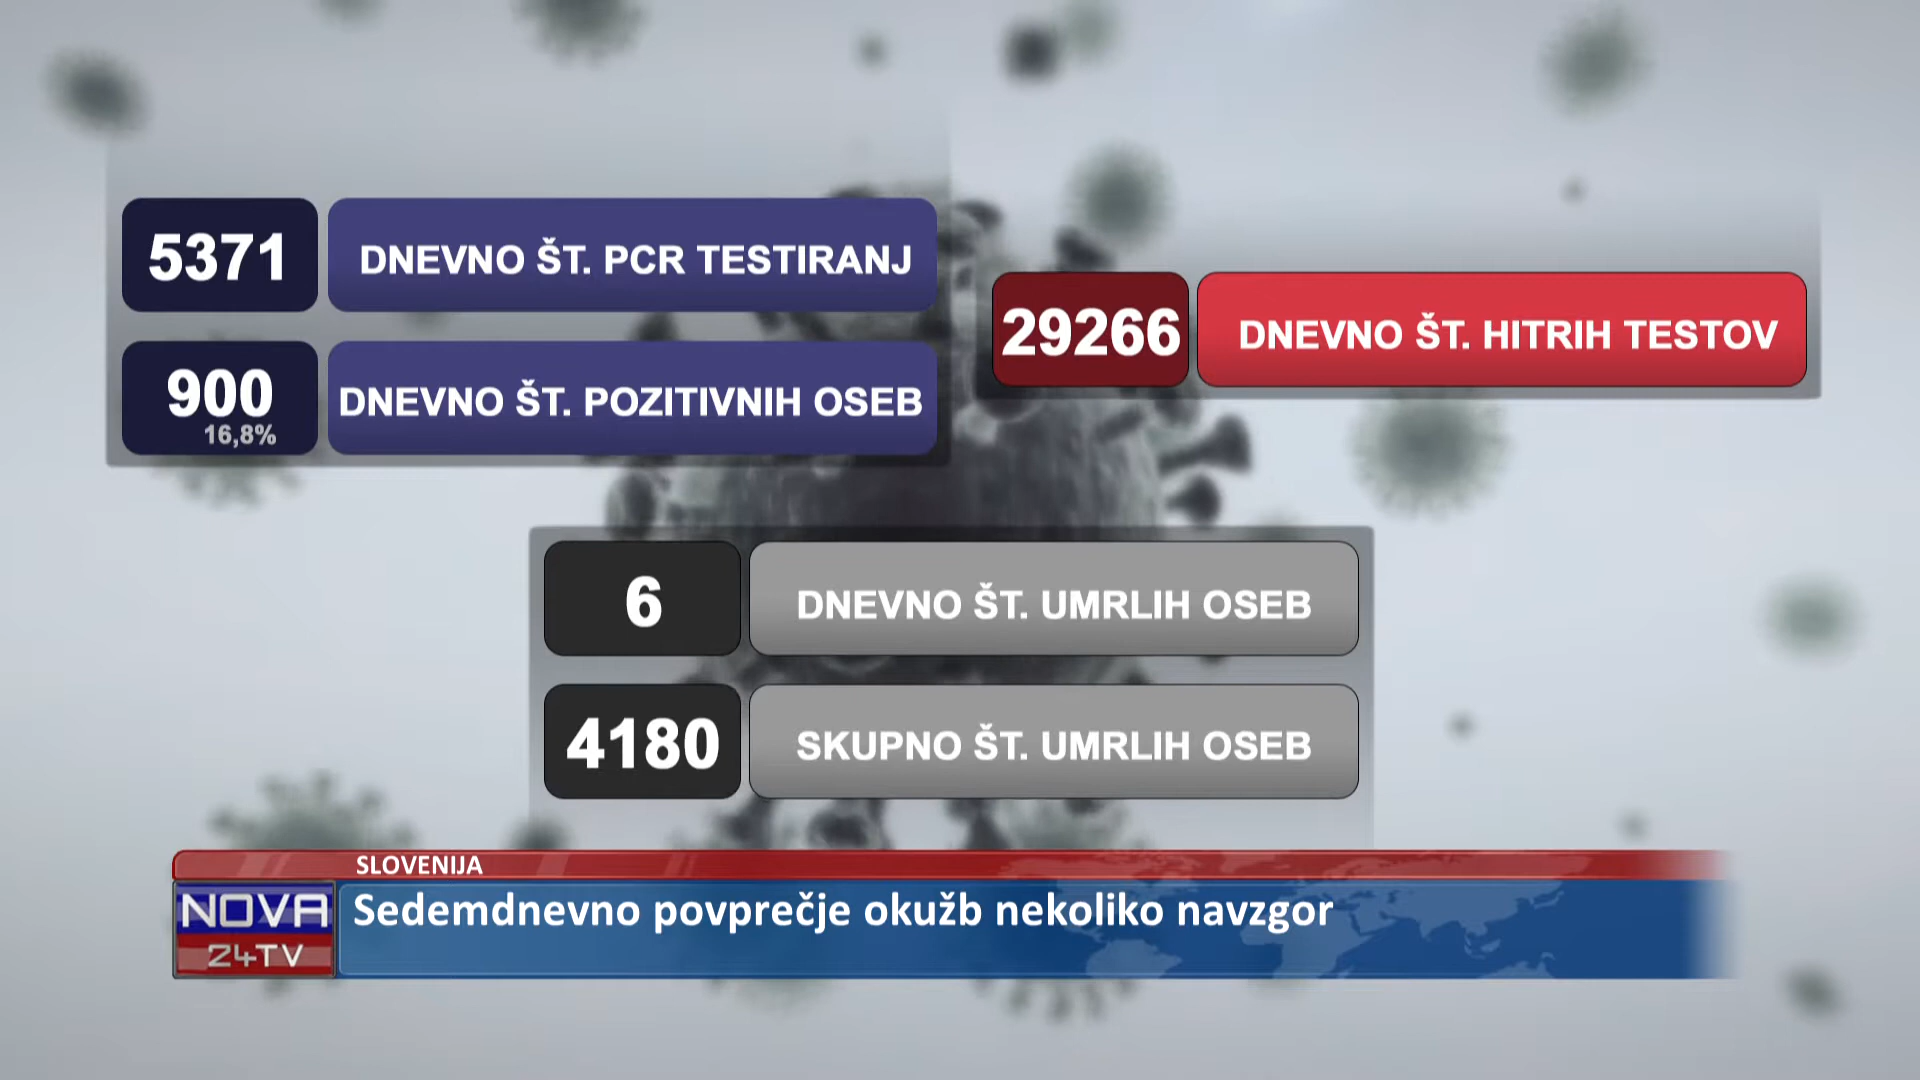 5371
DNEVNO ŠT. PCR TESTIRANJ
900
16,8%
DNEVNO ŠT. POZITIVNIH OSEB
29266
DNEVNO ŠT. HITRIH TESTOV
6
DNEVNO ŠT. UMRLIH OSEB
4180
SKUPNO ŠT. UMRLIH OSEB
SLOVENIJA
NOVA
24TV
Sedemdnevno povprečje okužb nekoliko navzgor